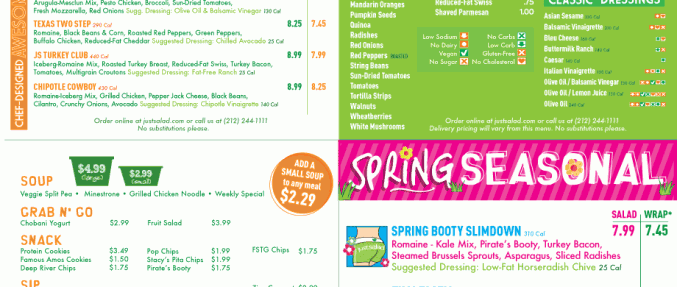 Arugula-Mesclun Mix, Pesto Chicken, Broccoli, Sun-Dried Tomatoes,
Fresh Mozzarella, Red Onions Sugg. Dressing: Olive Oil & Balsamic Vinegar 130 Cal
TEXAS TWO STEP 290 Cal 8.25 7.45
Romaine, Black Beans & Corn, Roasted Red Peppers, Green Peppers,
Buffalo Chicken, Reduced-Fat Cheddar Suggested Dressing: Chilled Avocado 25 Cal
JS TURKEY CLUB 440 Cal 8.99 7.99
Iceberg-Romaine Mix, Roasted Turkey Breast, Reduced-Fat Swiss, Turkey Bacon,
Tomatoes, Multigrain Croutons Suggested Dressing: Fat-Free Ranch 25 Cal
CHIPOTLE COWBOY 430 Cal 8.99 8.25
Romaine-Iceberg Mix, Grilled Chicken, Pepper Jack Cheese, Black Beans,
Cilantro, Crunchy Onions, Avocado Suggested Dressing: Chipotle Vinaigrette 140 Cal
CHEF-DESIGNED
Order online at justsalad.com or call us at (212) 244-1111
No substitutions please.
Mandarin Oranges
Pumpkin Seeds
Quinoa
Radishes
Red Onions
Red Peppers ROASTED
String Beans
Sun-Dried Tomatoes
Tomatoes
Tortilla Strips
Walnuts
Wheatberries
White Mushrooms
Reduced-Fat Swiss .75
Shaved Parmesan 1.00
Low Sodium No Carbs
No Dairy Low Carb
Vegan Gluten-Free
No Sugar No Cholesterol
CLASSIC DRESSINGS
Asian Sesame
Balsamic Vinaigrette
Blue Cheese
Buttermilk Ranch
Caesar
Italian Vinaigrette
Olive Oil / Balsamic Vinegar
Olive Oil / Lemon Juice
Olive Oil
Order online at justsalad.com or call us at (212) 244-1111
Delivery pricing will vary from this menu. No substitutions please.
SOUP
$4.99
(large)
$2.99
(small)
ADD A
SMALL SOUP
to any meal
$2.29
Veggie Split Pea • Minestrone • Grilled Chicken Noodle • Weekly Special
GRAB N' GO
Chobani Yogurt $2.99 Fruit Salad $3.99
SNACK
Protein Cookies $3.49 Pop Chips $1.99 FSTG Chips $1.75
Famous Amos Cookies $1.50 Stacy's Pita Chips $1.99
Deep River Chips $1.75 Pirate's Booty $1.75
SIP
SPRING SEASONAL
SALAD WRAP*
SPRING BOOTY SLIMDOWN 310 Cal 7.99 7.45
Romaine - Kale Mix, Pirate's Booty, Turkey Bacon,
Steamed Brussels Sprouts, Asparagus, Sliced Radishes
Suggested Dressing: Low-Fat Horseradish Chive 25 Cal